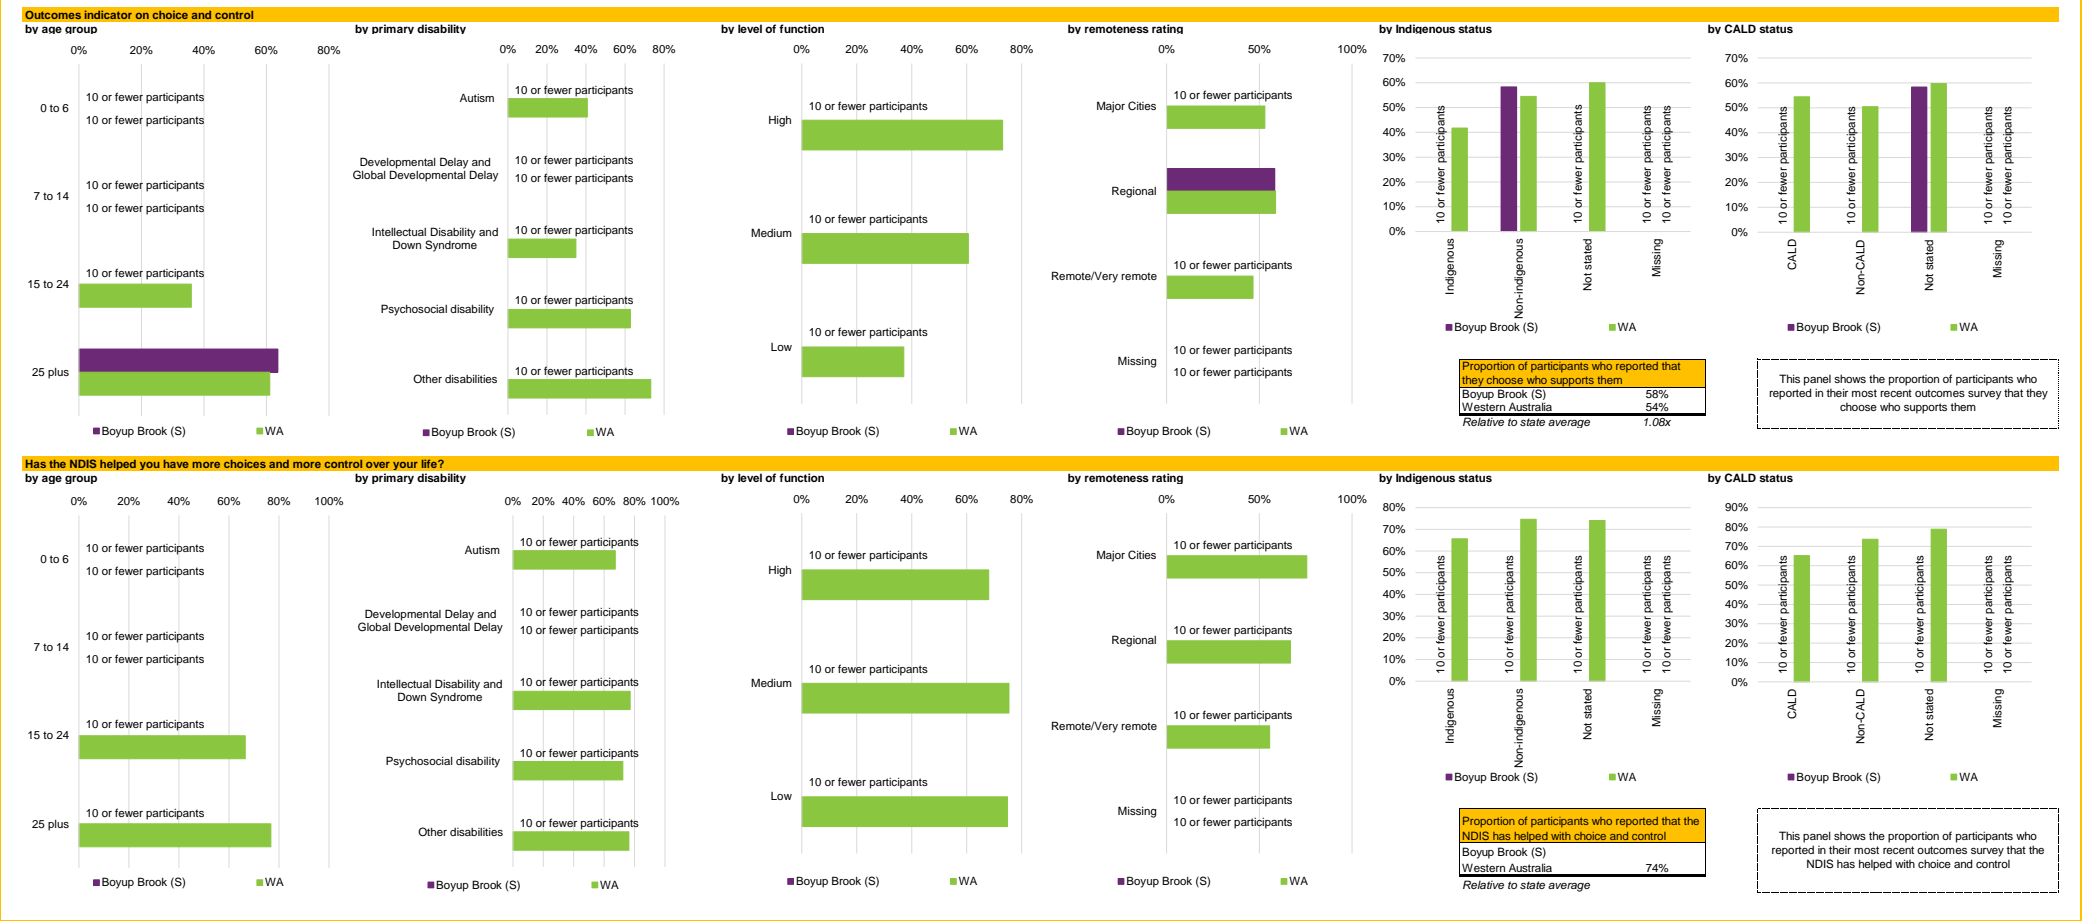 Outcomes indicator on choice and control
by age group
0% 20% 40% 60% 80%
0 to 6
10 or fewer participants
10 or fewer participants
7 to 14
10 or fewer participants
10 or fewer participants
15 to 24
10 or fewer participants
25 plus
Boyup Brook (S) WA
by primary disability
0% 20% 40% 60% 80%
Autism
10 or fewer participants
Developmental Delay and
Global Developmental Delay
10 or fewer participants
10 or fewer participants
Intellectual Disability and
Down Syndrome
10 or fewer participants
Psychosocial disability
10 or fewer participants
Other disabilities
10 or fewer participants
Boyup Brook (S) WA
by level of function
0% 20% 40% 60% 80%
High
10 or fewer participants
Medium
10 or fewer participants
Low
10 or fewer participants
Boyup Brook (S) WA
by remoteness rating
0% 50% 100%
Major Cities
10 or fewer participants
Regional
Remote/Very remote
10 or fewer participants
Missing
10 or fewer participants
10 or fewer participants
Boyup Brook (S) WA
by Indigenous status
70%
60%
50%
40%
30%
20%
10%
0%
10 or fewer participants
10 or fewer participants
10 or fewer participants
10 or fewer participants
Indigenous
Non-indigenous
Not stated
Missing
Boyup Brook (S) WA
by CALD status
70%
60%
50%
40%
30%
20%
10%
0%
10 or fewer participants
10 or fewer participants
10 or fewer participants
10 or fewer participants
CALD
Non-CALD
Not stated
Missing
Boyup Brook (S) WA
Proportion of participants who reported that
they choose who supports them
Boyup Brook (S) 58%
Western Australia 54%
Relative to state average 1.08x
This panel shows the proportion of participants who
reported in their most recent outcomes survey that they
choose who supports them
Has the NDIS helped you have more choices and more control over your life?
by age group
0% 20% 40% 60% 80% 100%
0 to 6
10 or fewer participants
10 or fewer participants
7 to 14
10 or fewer participants
10 or fewer participants
15 to 24
10 or fewer participants
25 plus
10 or fewer participants
Boyup Brook (S) WA
by primary disability
0% 20% 40% 60% 80% 100%
Autism
10 or fewer participants
Developmental Delay and
Global Developmental Delay
10 or fewer participants
10 or fewer participants
Intellectual Disability and
Down Syndrome
10 or fewer participants
Psychosocial disability
10 or fewer participants
Other disabilities
10 or fewer participants
Boyup Brook (S) WA
by level of function
0% 20% 40% 60% 80%
High
10 or fewer participants
Medium
10 or fewer participants
Low
10 or fewer participants
Boyup Brook (S) WA
by remoteness rating
0% 50% 100%
Major Cities
10 or fewer participants
Regional
10 or fewer participants
Remote/Very remote
10 or fewer participants
Missing
10 or fewer participants
10 or fewer participants
Boyup Brook (S) WA
by Indigenous status
80%
70%
60%
50%
40%
30%
20%
10%
0%
10 or fewer participants
10 or fewer participants
10 or fewer participants
10 or fewer participants
10 or fewer participants
Indigenous
Non-indigenous
Not stated
Missing
Boyup Brook (S) WA
by CALD status
90%
80%
70%
60%
50%
40%
30%
20%
10%
0%
10 or fewer participants
10 or fewer participants
10 or fewer participants
10 or fewer participants
10 or fewer participants
CALD
Non-CALD
Not stated
Missing
Boyup Brook (S) WA
Proportion of participants who reported that the
NDIS has helped with choice and control
Boyup Brook (S)
Western Australia 74%
Relative to state average
This panel shows the proportion of participants who
reported in their most recent outcomes survey that the
NDIS has helped with choice and control